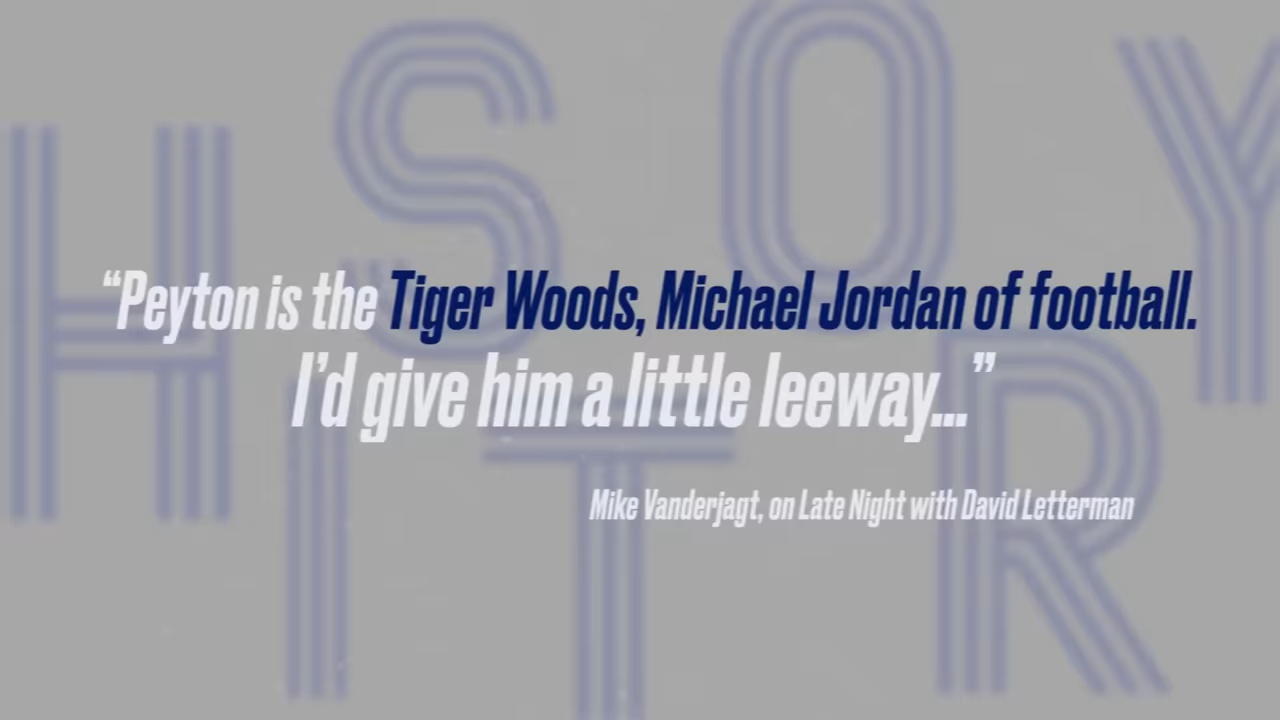 HISTORY
“Peyton is the Tiger Woods, Michael Jordan of football.
I’d give him a little leeway...”
Mike Vanderjagt, on Late Night with David Letterman